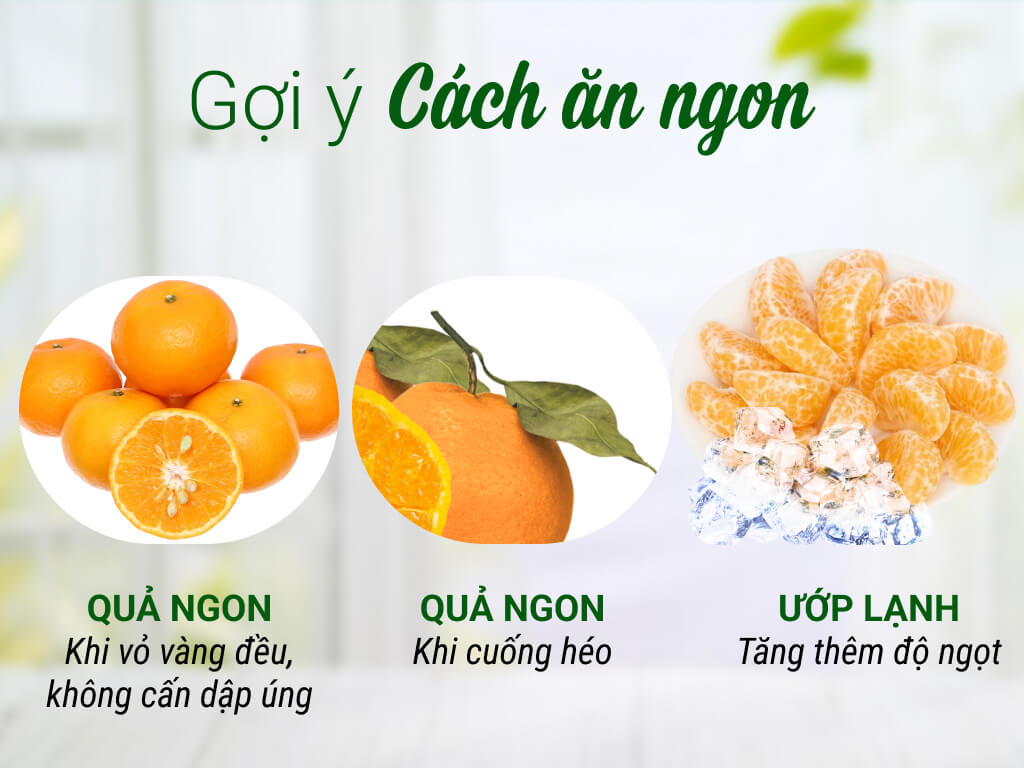 Gợi ý Cách ăn ngon
QUẢ NGON
Khi vỏ vàng đều,
không cấn dập úng
QUẢ NGON
Khi cuống héo
ƯỚP LẠNH
Tăng thêm độ ngọt